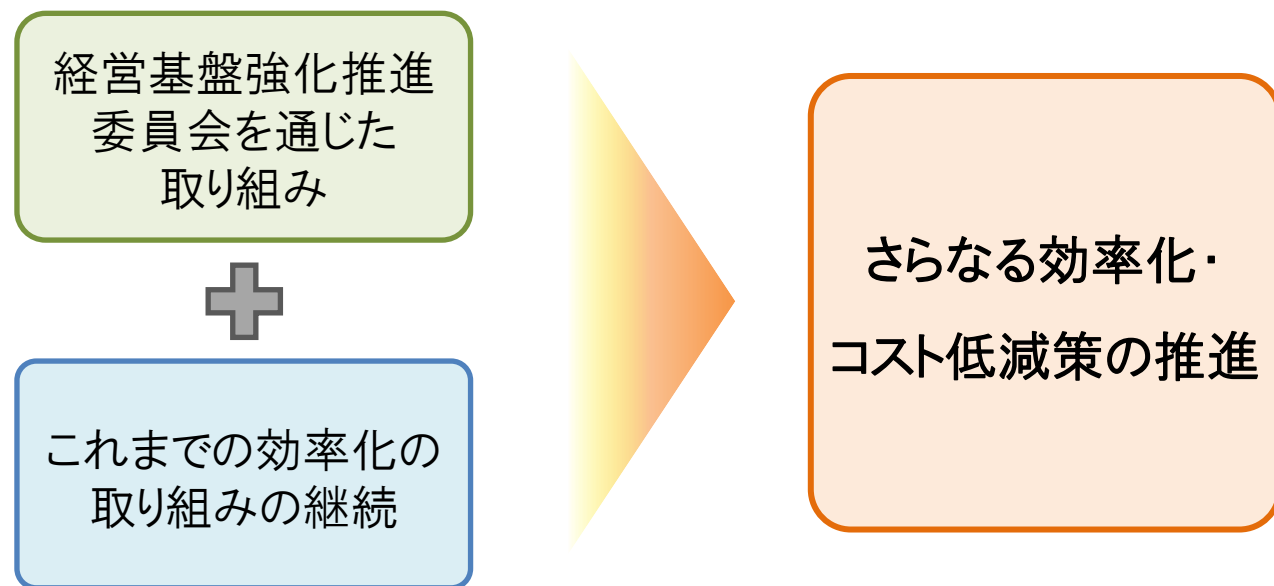 経営基盤強化推進
委員会を通じた
取り組み
これまでの効率化の
取り組みの継続
さらなる効率化・
コスト低減策の推進